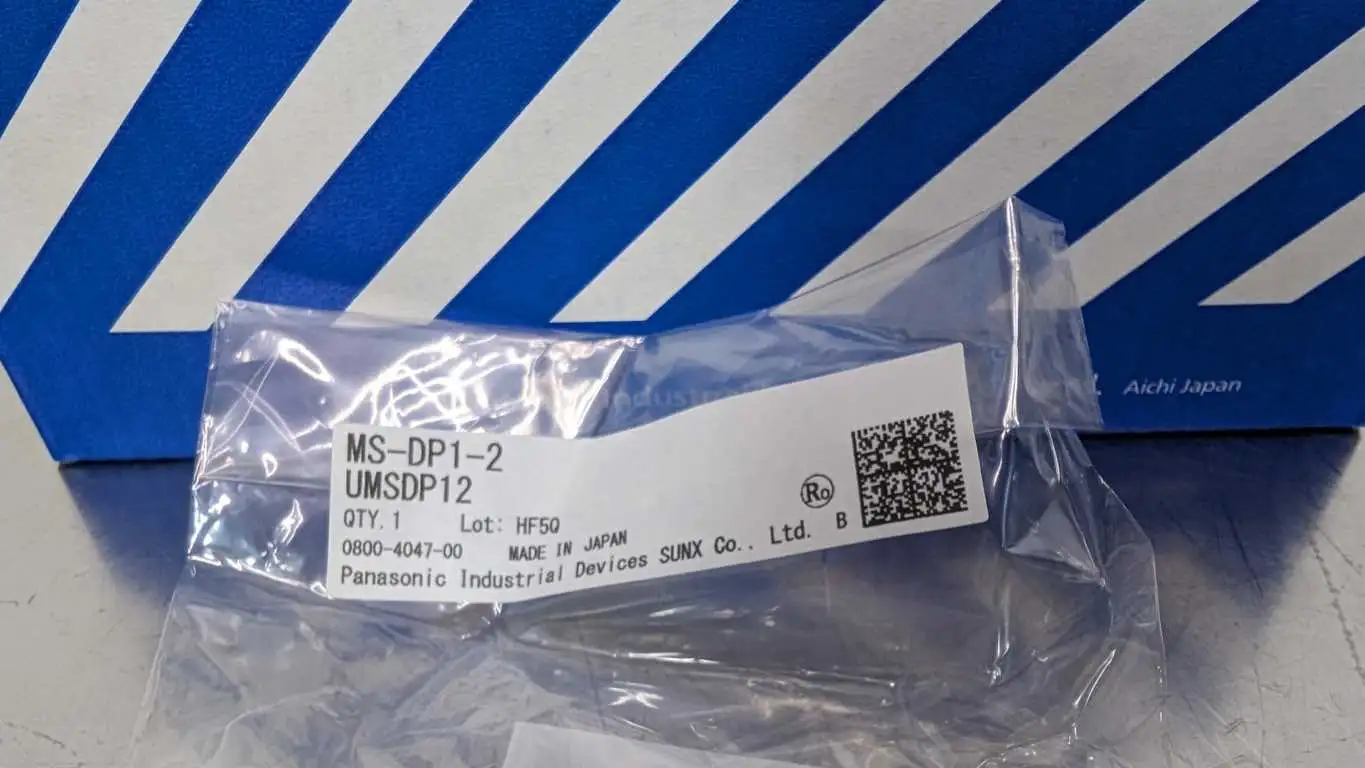 Aichi Japan
MS-DP1-2
UMSDP12
QTY. 1 Lot: HF5Q
0800-4047-00 MADE IN JAPAN
Panasonic Industrial Devices SUNX Co., Ltd. B
Ro